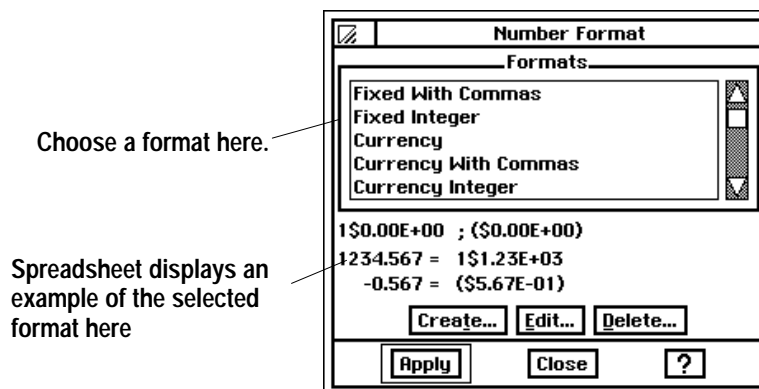 Number Format
Formats
Fixed With Commas
Fixed Integer
Currency
Currency With Commas
Currency Integer
Choose a format here.
1$0.00E+00 ; ($0.00E+00)
1234.567 = 1$1.23E+03
-0.567 = ($5.67E-01)
Spreadsheet displays an
example of the selected
format here
Create... Edit... Delete...
Apply Close ?